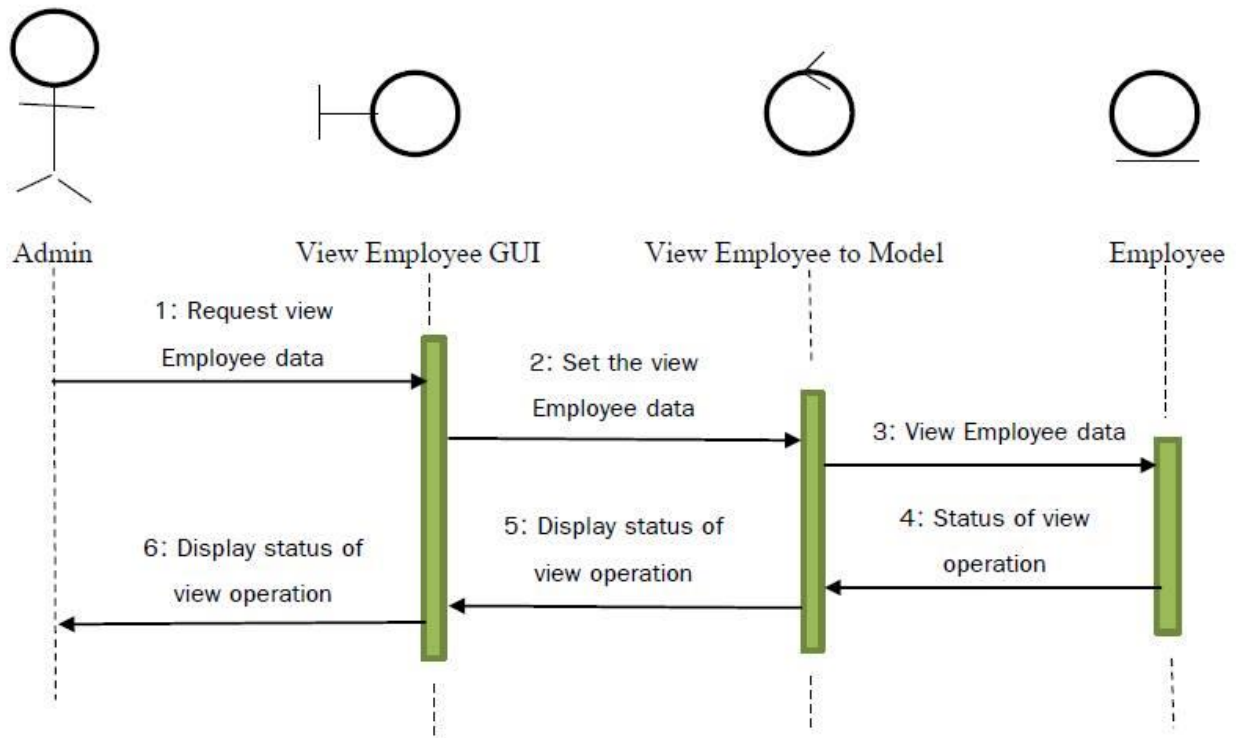 Admin
View Employee GUI
View Employee to Model
Employee
1: Request view
Employee data
2: Set the view
Employee data
3: View Employee data
4: Status of view
operation
5: Display status of
view operation
6: Display status of
view operation